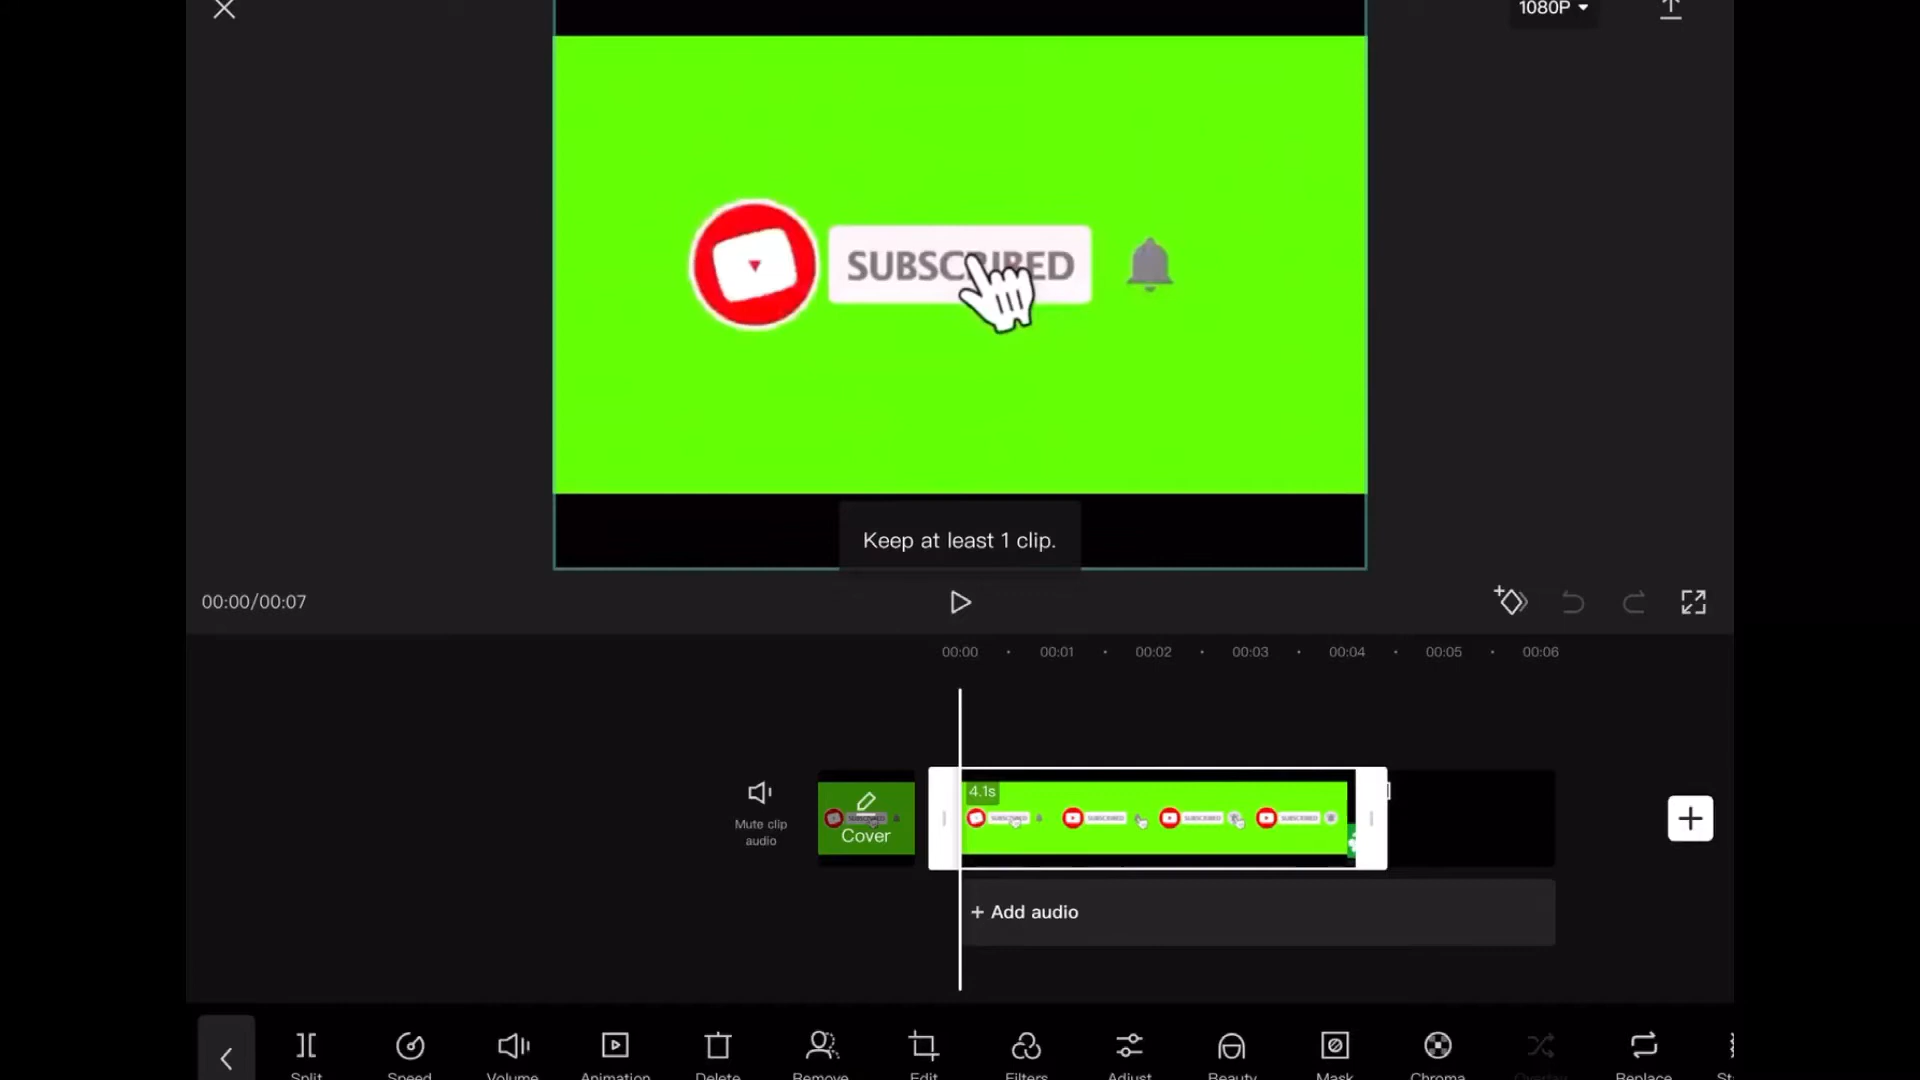 1080P
SUBSCRIBED
Keep at least 1 clip.
00:00/00:07
00:00 00:01 00:02 00:03 00:04 00:05 00:06
4.1s
Mute clip
audio
Cover
+ Add audio
Split Speed Volume Animation Delete Remove Edit Filters Adjust Beauty Mask Chroma Overlay Replace